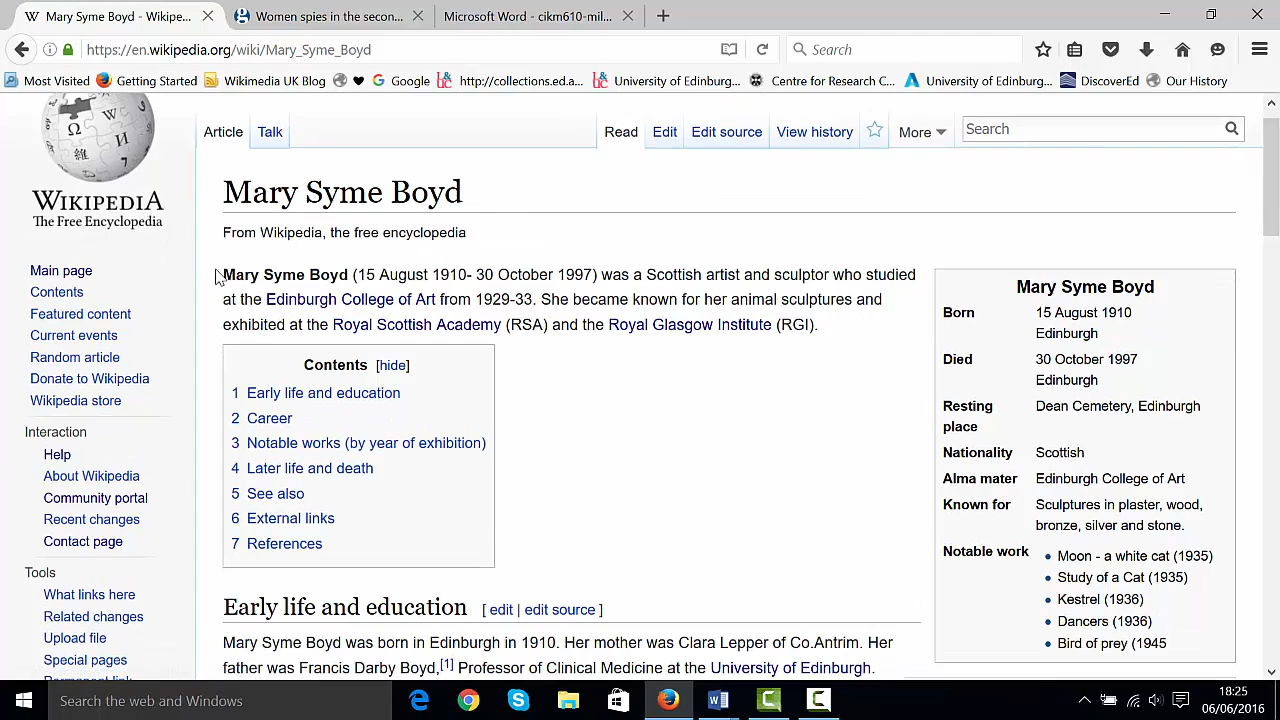 Mary Syme Boyd - Wikipe...
Women spies in the secon...
Microsoft Word - cikm610-mil...
https://en.wikipedia.org/wiki/Mary_Syme_Boyd
Search
Most Visited
Getting Started
Wikimedia UK Blog
Google
http://collections.ed.a...
University of Edinburg...
Centre for Research C...
University of Edinburg...
DiscoverEd
Our History
Article
Talk
Read
Edit
Edit source
View history
More
Search
WIKIPEDIA
The Free Encyclopedia
Main page
Contents
Featured content
Current events
Random article
Donate to Wikipedia
Wikipedia store
Interaction
Help
About Wikipedia
Community portal
Recent changes
Contact page
Tools
What links here
Related changes
Upload file
Special pages
Permanent link
Mary Syme Boyd
From Wikipedia, the free encyclopedia
Mary Syme Boyd (15 August 1910- 30 October 1997) was a Scottish artist and sculptor who studied
at the Edinburgh College of Art from 1929-33. She became known for her animal sculptures and
exhibited at the Royal Scottish Academy (RSA) and the Royal Glasgow Institute (RGI).
Contents [hide]
1 Early life and education
2 Career
3 Notable works (by year of exhibition)
4 Later life and death
5 See also
6 External links
7 References
Early life and education [ edit | edit source ]
Mary Syme Boyd was born in Edinburgh in 1910. Her mother was Clara Lepper of Co.Antrim. Her
father was Francis Darby Boyd,[1] Professor of Clinical Medicine at the University of Edinburgh.
Mary Syme Boyd
Born 15 August 1910
Edinburgh
Died 30 October 1997
Edinburgh
Resting Dean Cemetery, Edinburgh
place
Nationality Scottish
Alma mater Edinburgh College of Art
Known for Sculptures in plaster, wood,
bronze, silver and stone.
Notable work • Moon - a white cat (1935)
• Study of a Cat (1935)
• Kestrel (1936)
• Dancers (1936)
• Bird of prey (1945
Search the web and Windows
18:25
06/06/2016